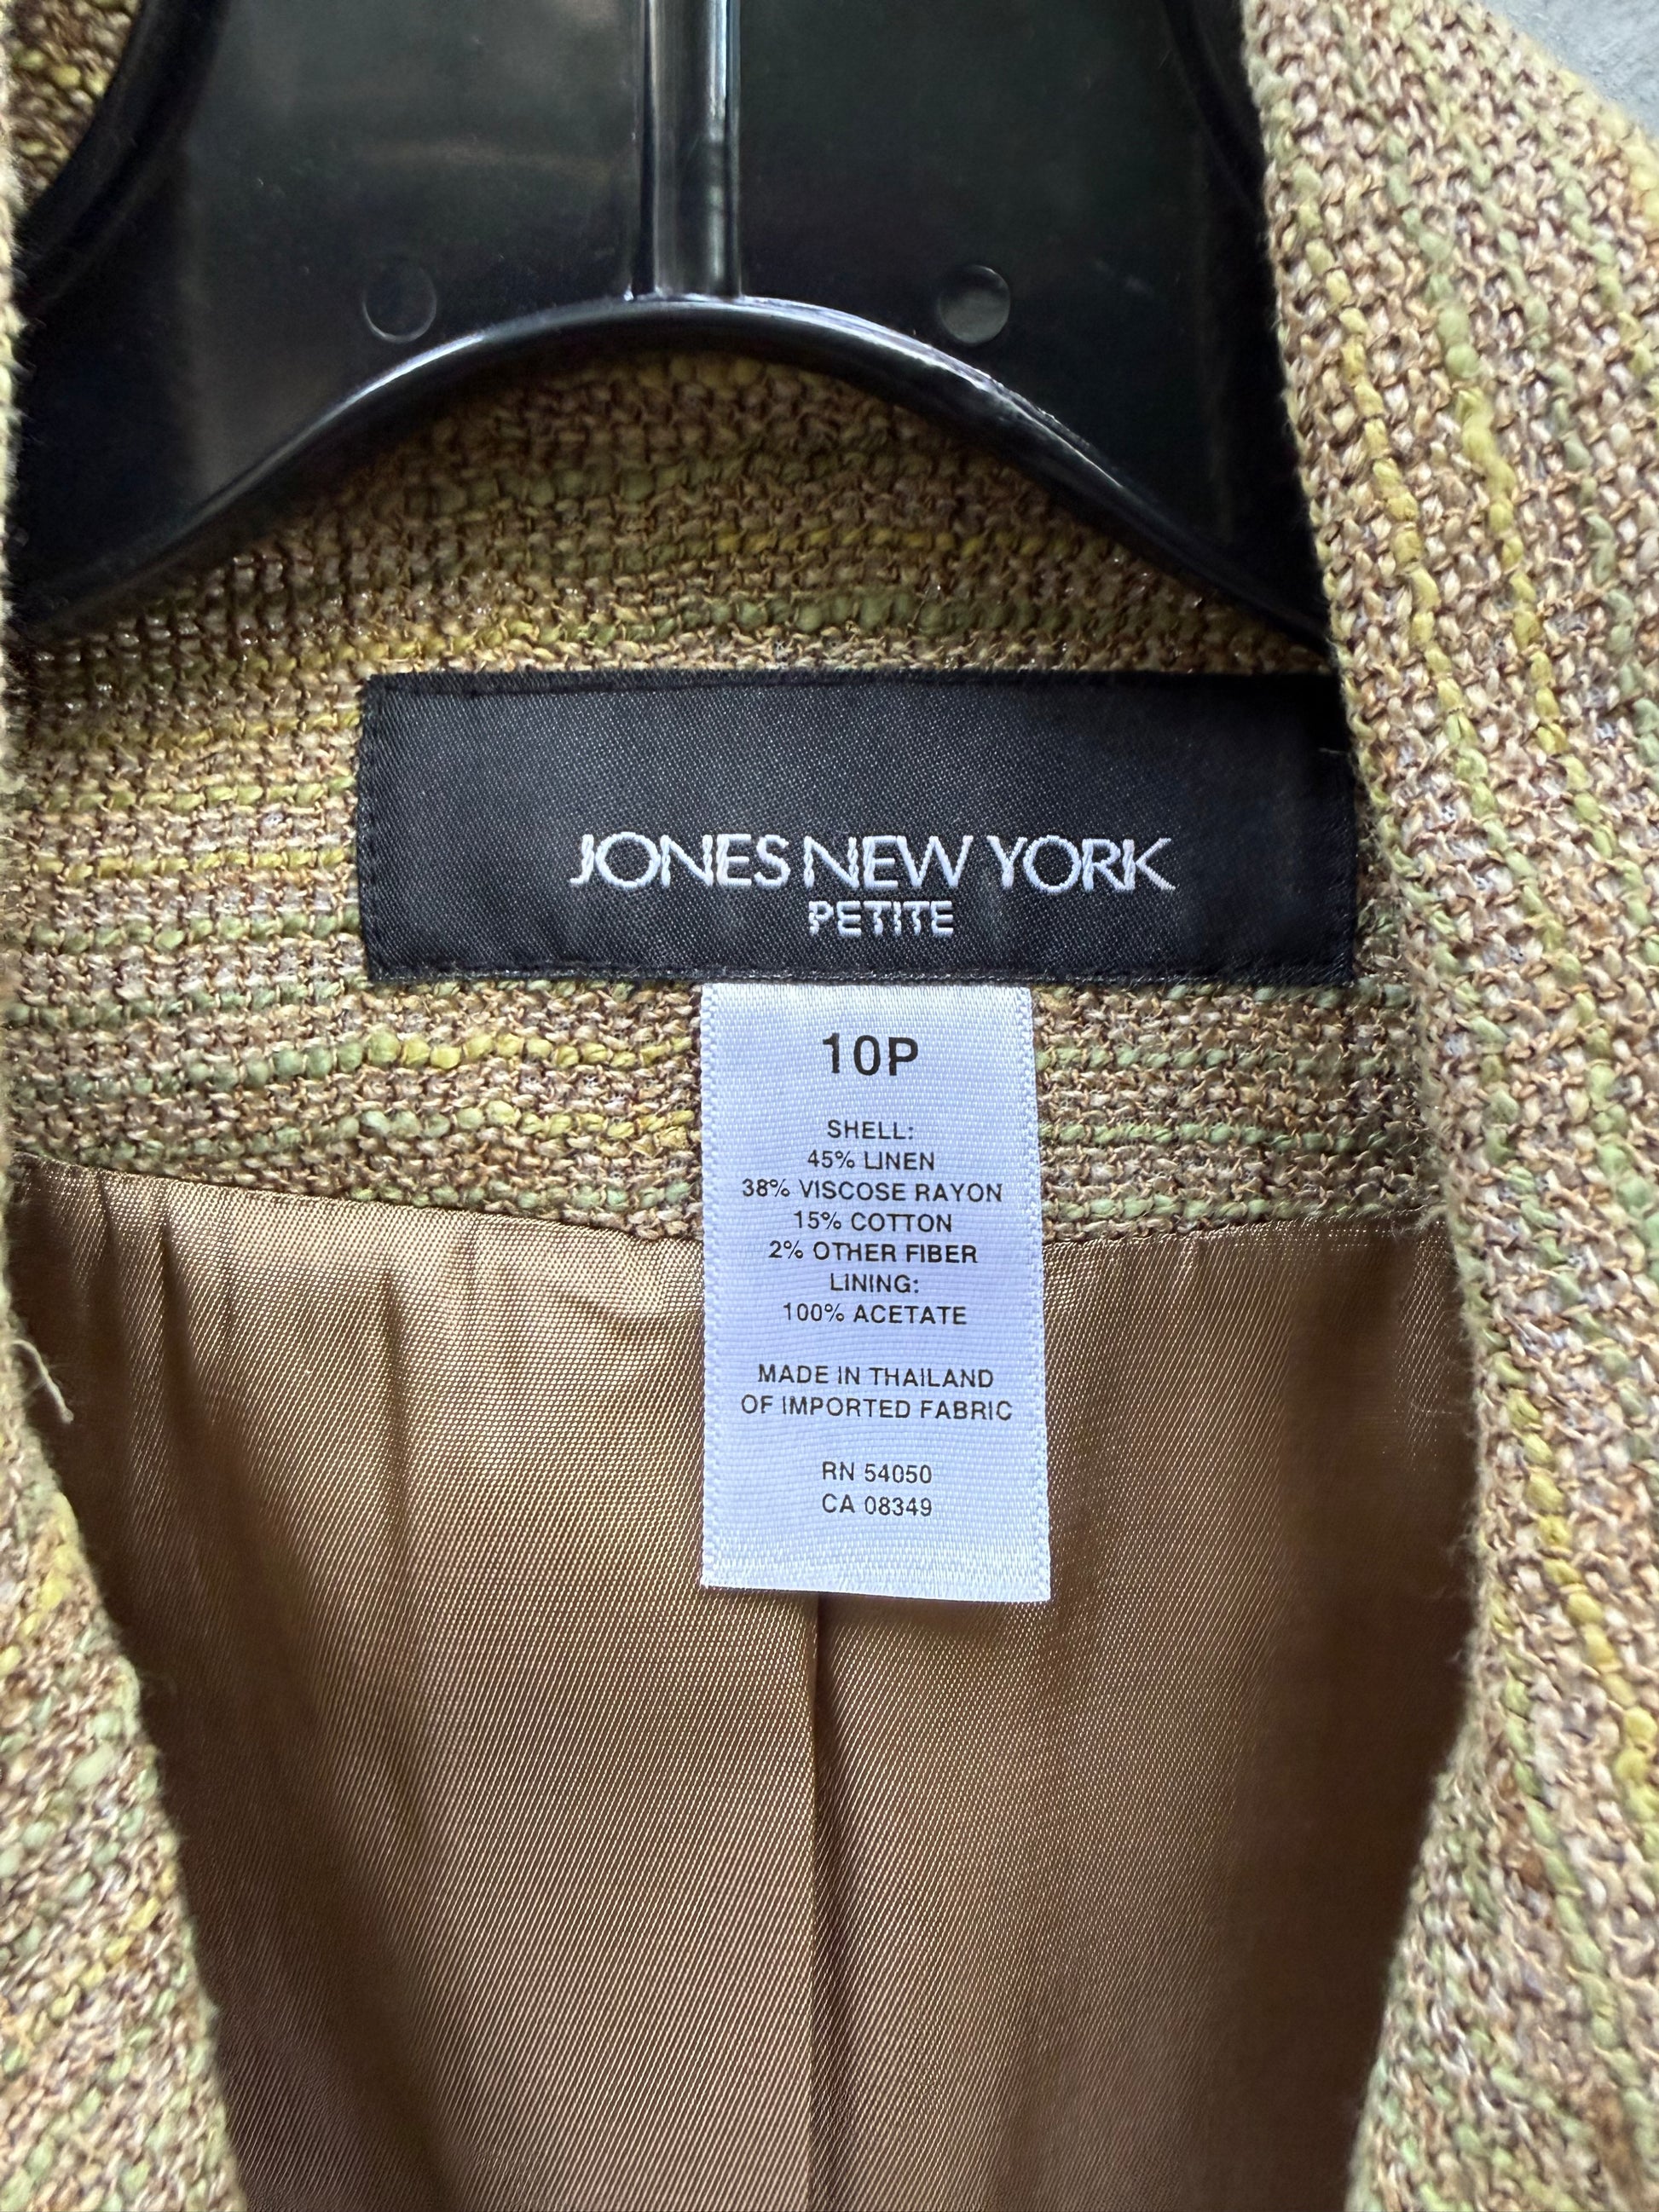 JONES NEW YORK
PETITE
10P
SHELL:
45% LINEN
38% VISCOSE RAYON
15% COTTON
2% OTHER FIBER
LINING:
100% ACETATE
MADE IN THAILAND
OF IMPORTED FABRIC
RN 54050
CA 08349